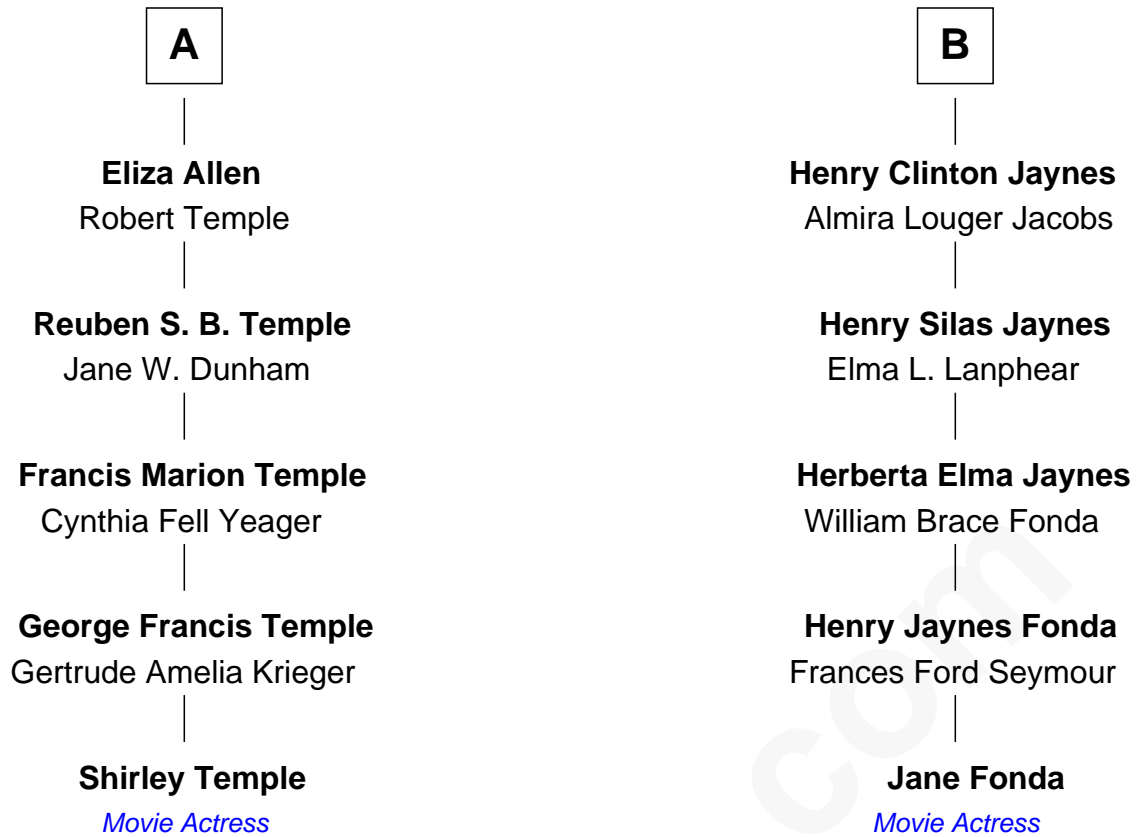 A
Eliza Allen
Robert Temple
Reuben S. B. Temple
Jane W. Dunham
Francis Marion Temple
Cynthia Fell Yeager
George Francis Temple
Gertrude Amelia Krieger
Shirley Temple
Movie Actress
B
Henry Clinton Jaynes
Almira Louger Jacobs
Henry Silas Jaynes
Elma L. Lanphear
Herberta Elma Jaynes
William Brace Fonda
Henry Jaynes Fonda
Frances Ford Seymour
Jane Fonda
Movie Actress
com